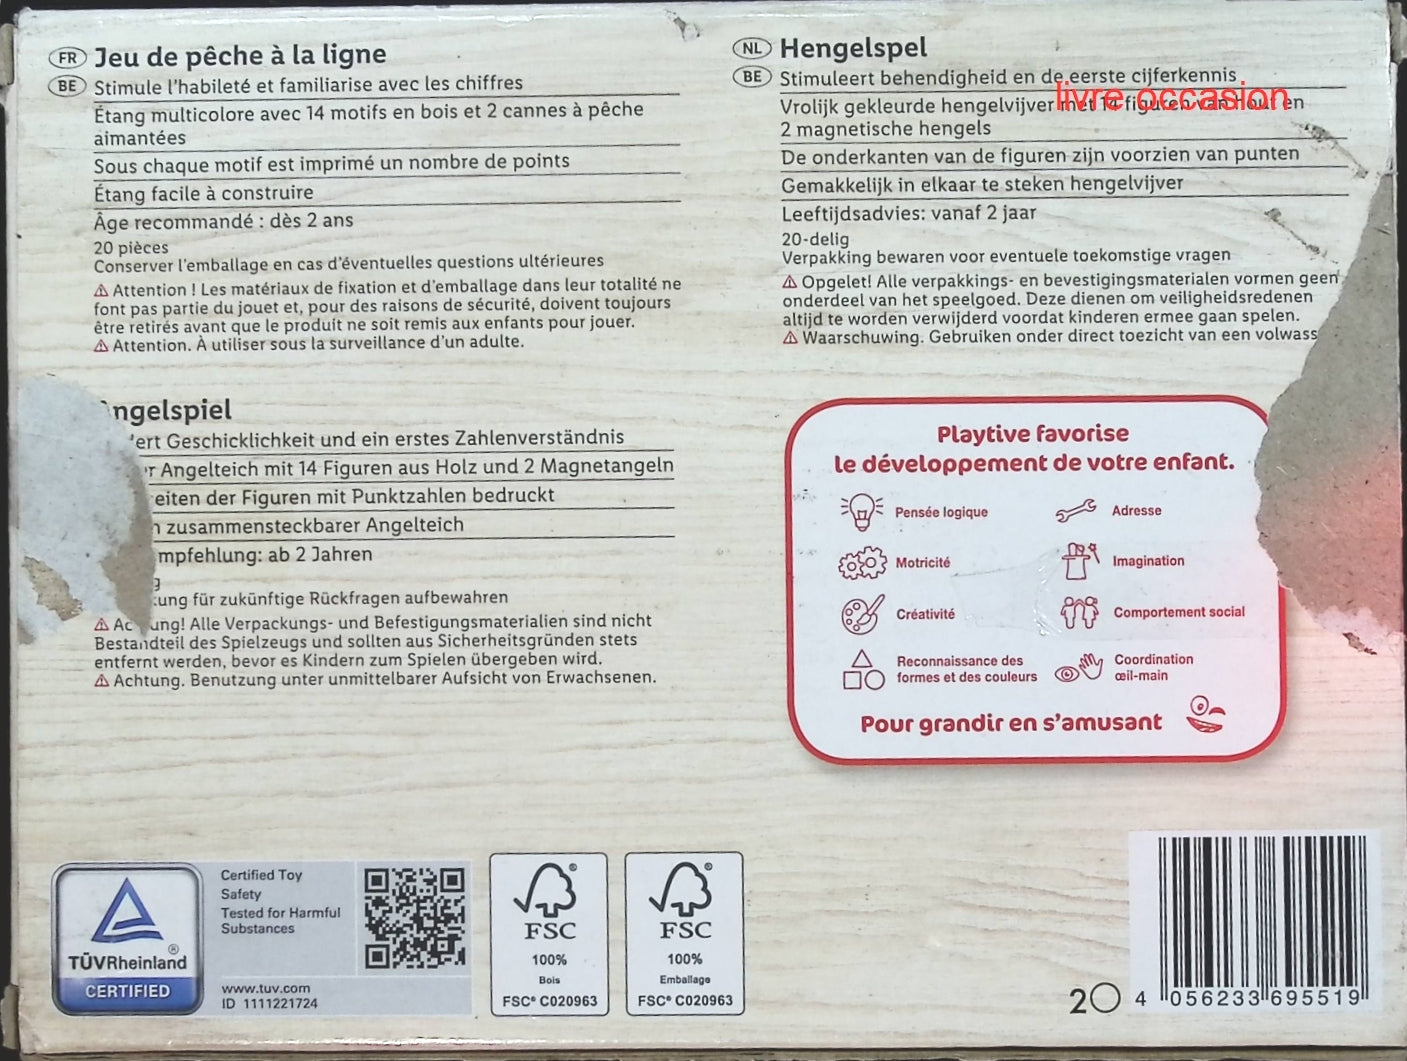 FR Jeu de pêche à la ligne
BE Stimule l'habileté et familiarise avec les chiffres
Étang multicolore avec 14 motifs en bois et 2 cannes à pêche
aimantées
Sous chaque motif est imprimé un nombre de points
Étang facile à construire
Âge recommandé : dès 2 ans
20 pièces
Conserver l'emballage en cas d'éventuelles questions ultérieures
⚠ Attention ! Les matériaux de fixation et d'emballage dans leur totalité ne
font pas partie du jouet et, pour des raisons de sécurité, doivent toujours
être retirés avant que le produit ne soit remis aux enfants pour jouer.
⚠ Attention. À utiliser sous la surveillance d'un adulte.
NL Hengelspel
BE Stimuleert behendigheid en de eerste cijferkennis
livre occasion
Vrolijk gekleurde hengelvijver met 14 figuren van hout en
2 magnetische hengels
De onderkanten van de figuren zijn voorzien van punten
Gemakkelijk in elkaar te steken hengelvijver
Leeftijdsadvies: vanaf 2 jaar
20-delig
Verpakking bewaren voor eventuele toekomstige vragen
⚠ Opgelet! Alle verpakkings- en bevestigingsmaterialen vormen geen
onderdeel van het speelgoed. Deze dienen om veiligheidsredenen
altijd te worden verwijderd voordat kinderen ermee gaan spelen.
⚠ Waarschuwing. Gebruiken onder direct toezicht van een volwass
ngelspiel
ert Geschicklichkeit und ein erstes Zahlenverständnis
r Angelteich mit 14 Figuren aus Holz und 2 Magnetangeln
eiten der Figuren mit Punktzahlen bedruckt
n zusammensteckbarer Angelteich
mpfehlung: ab 2 Jahren
g
ung für zukünftige Rückfragen aufbewahren
⚠ Ac ung! Alle Verpackungs- und Befestigungsmaterialien sind nicht
Bestandteil des Spielzeugs und sollten aus Sicherheitsgründen stets
entfernt werden, bevor es Kindern zum Spielen übergeben wird.
⚠ Achtung. Benutzung unter unmittelbarer Aufsicht von Erwachsenen.
Playtive favorise
le développement de votre enfant.
Pensée logique
Adresse
Motricité
Imagination
Créativité
Comportement social
Reconnaissance des
formes et des couleurs
Coordination
œil-main
Pour grandir en s'amusant
TÜVRheinland®
CERTIFIED
Certified Toy
Safety
Tested for Harmful
Substances
www.tuv.com
ID 1111221724
FSC®
100%
Bois
FSC® C020963
FSC®
100%
Emballage
FSC® C020963
2 4 056233 695519